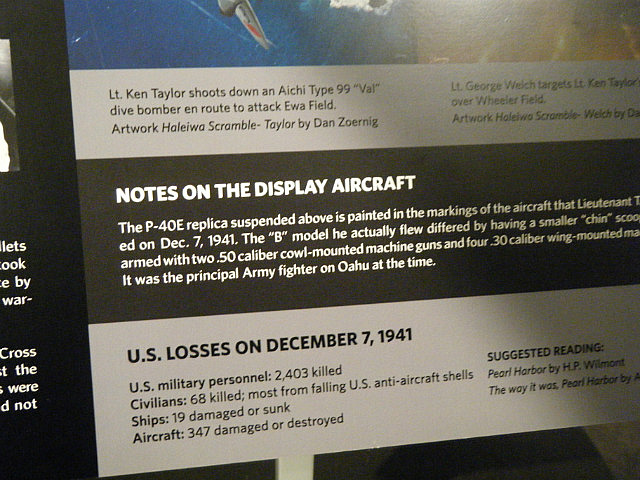 Lt. Ken Taylor shoots down an Aichi Type 99 "Val"
dive bomber en route to attack Ewa Field.
Artwork Haleiwa Scramble- Taylor by Dan Zoernig
Lt. George Welch targets Lt. Ken Taylor's
over Wheeler Field.
Artwork Haleiwa Scramble- Welch by Da
NOTES ON THE DISPLAY AIRCRAFT
The P-40E replica suspended above is painted in the markings of the aircraft that Lieutenant T
ed on Dec. 7, 1941. The "B" model he actually flew differed by having a smaller "chin" scoop
armed with two .50 caliber cowl-mounted machine guns and four .30 caliber wing-mounted ma
It was the principal Army fighter on Oahu at the time.
llets
ook
ce by
war-
Cross
st the
s were
d not
U.S. LOSSES ON DECEMBER 7, 1941
U.S. military personnel: 2,403 killed
Civilians: 68 killed; most from falling U.S. anti-aircraft shells
Ships: 19 damaged or sunk
Aircraft: 347 damaged or destroyed
SUGGESTED READING:
Pearl Harbor by H.P. Wilmont
The way it was, Pearl Harbor by A